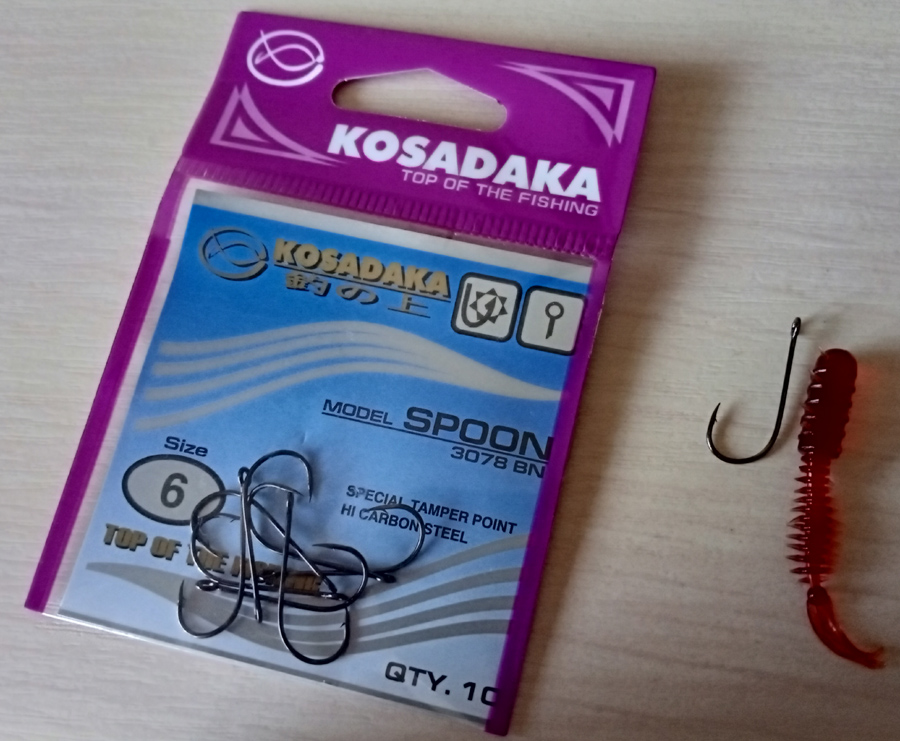 KOSADAKA
TOP OF THE FISHING
KOSADAKA
釣の上
MODEL SPOON
3078 BN
Size
6
SPECIAL TAMPER POINT
HI CARBON STEEL
TOP OF THE
QTY. 10